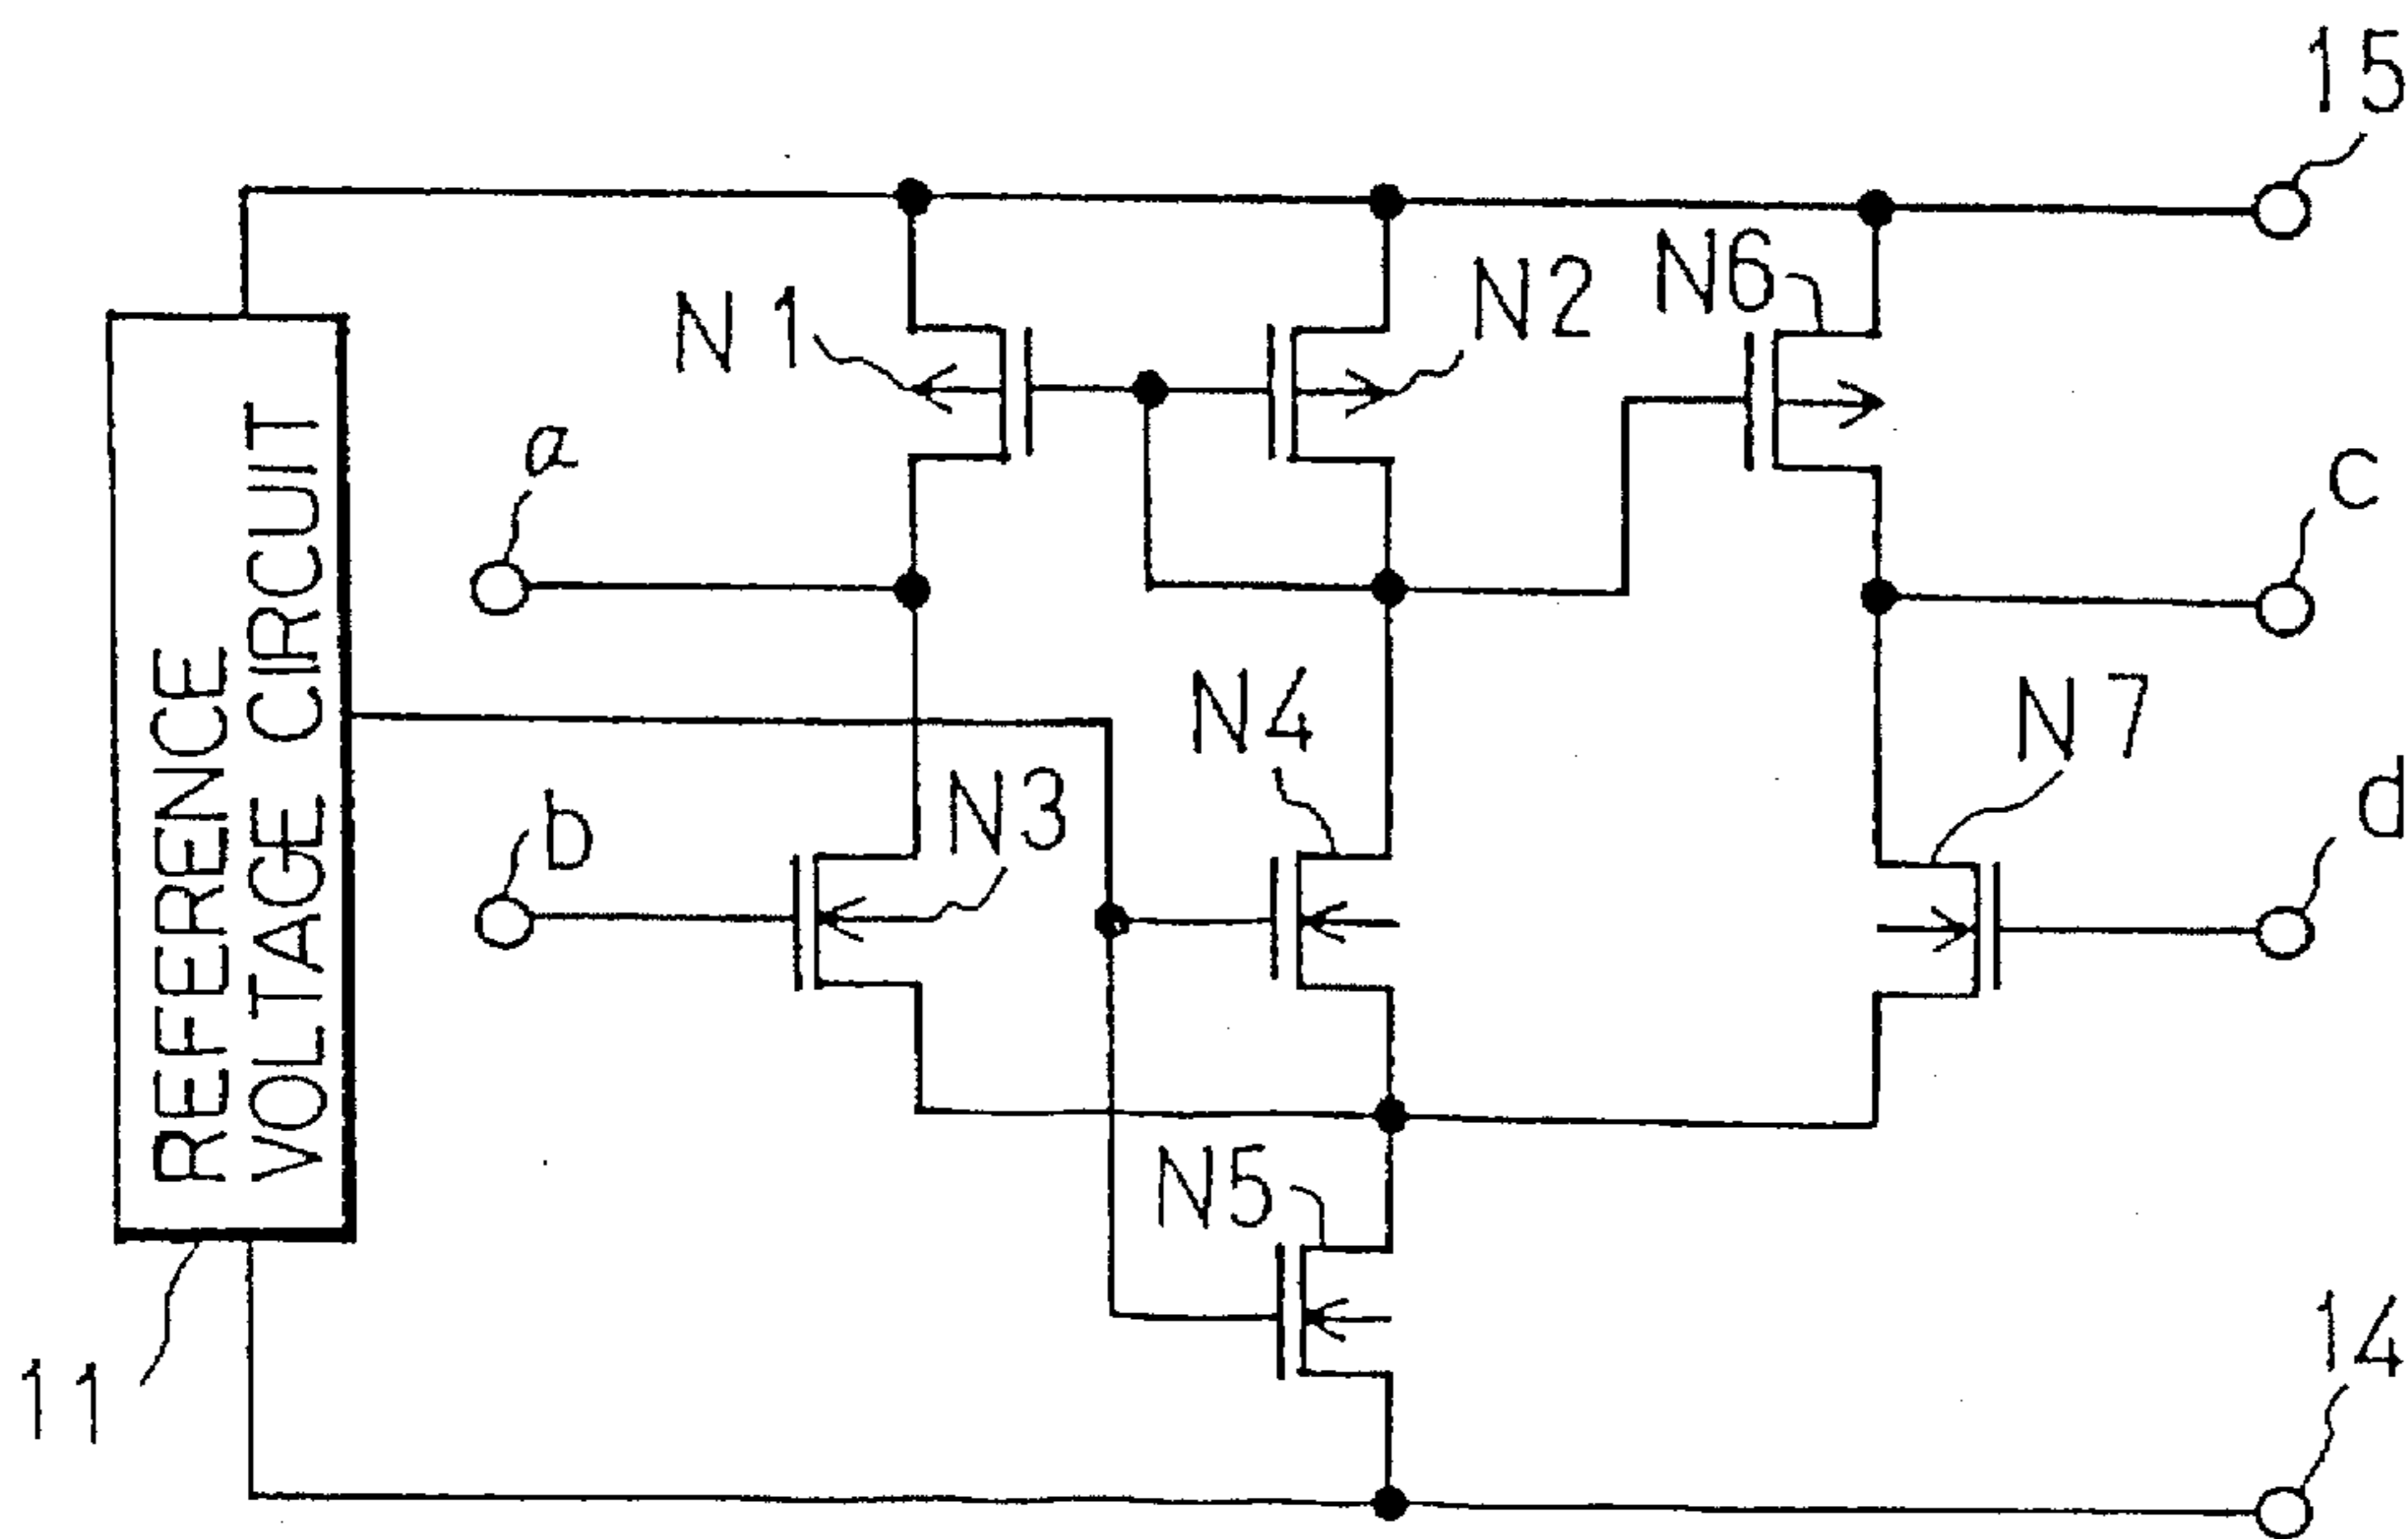 15
N1
N2
N6
a
c
REFERENCE
VOLTAGE CIRCUIT
N4
N7
b
N3
d
N5
11
14